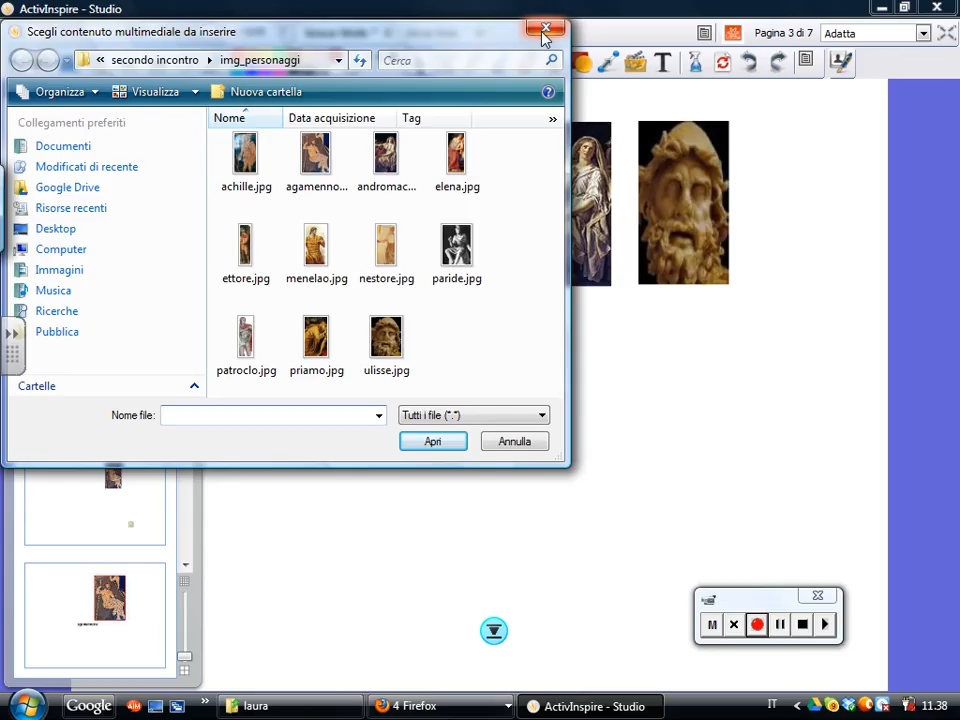 ActivInspire - Studio
Scegli contenuto multimediale da inserire
Pagina 3 di 7
Adatta
« secondo incontro
img_personaggi
Cerca
Organizza
Visualizza
Nuova cartella
Collegamenti preferiti
Nome
Data acquisizione
Tag
»
Documenti
Modificati di recente
Google Drive
Risorse recenti
Desktop
Computer
Immagini
Musica
Ricerche
Pubblica
Cartelle
achille.jpg
agamenno...
andromac...
elena.jpg
ettore.jpg
menelao.jpg
nestore.jpg
paride.jpg
patroclo.jpg
priamo.jpg
ulisse.jpg
Nome file:
Tutti i file (*.*)
Apri
Annulla
M
Google
laura
4 Firefox
ActivInspire - Studio
IT
11.38